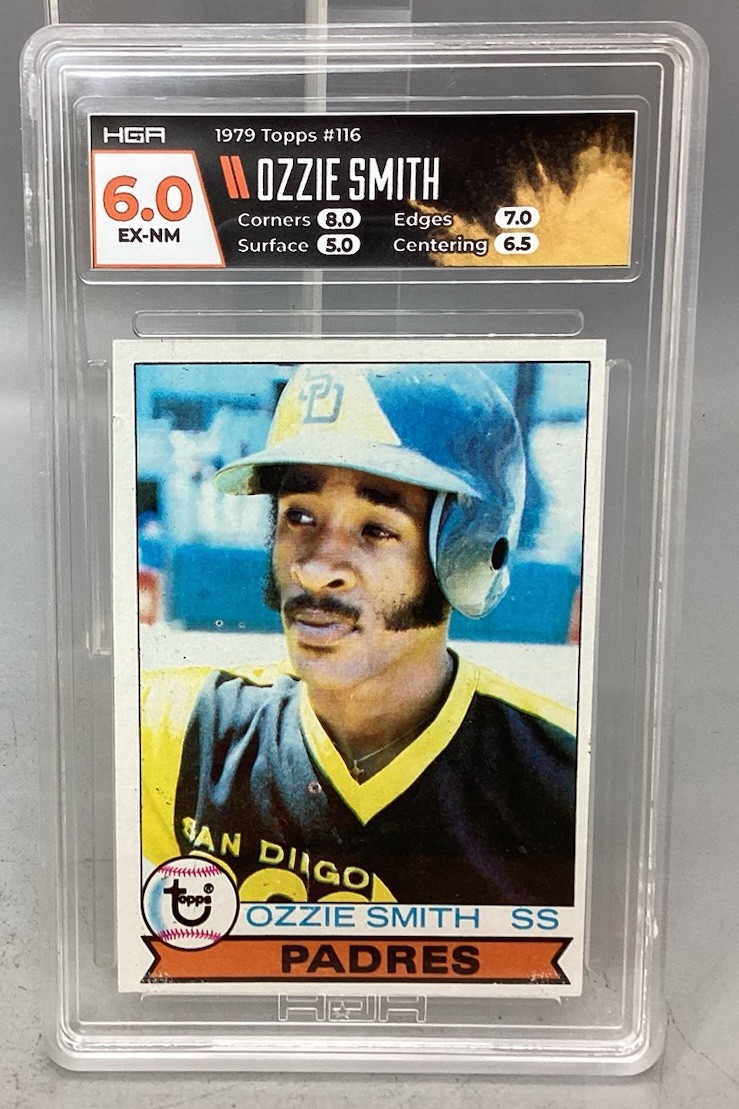 HGA
1979 Topps #116
OZZIE SMITH
6.0
EX-NM
Corners 8.0 Edges 7.0
Surface 5.0 Centering 6.5
SAN DIEGO
topps®
OZZIE SMITH SS
PADRES
HGA